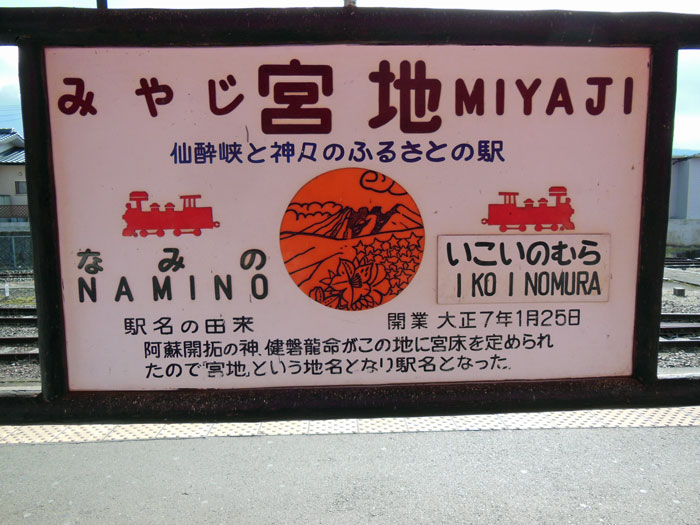 みやじ 宮地 MIYAJI
仙酔峡と神々のふるさとの駅
なみの
NAMINO
いこいのむら
IKOI NOMURA
駅名の由来
開業 大正7年1月25日
阿蘇開拓の神、健磐龍命がこの地に宮床を定められ
たので「宮地」という地名となり駅名となった.